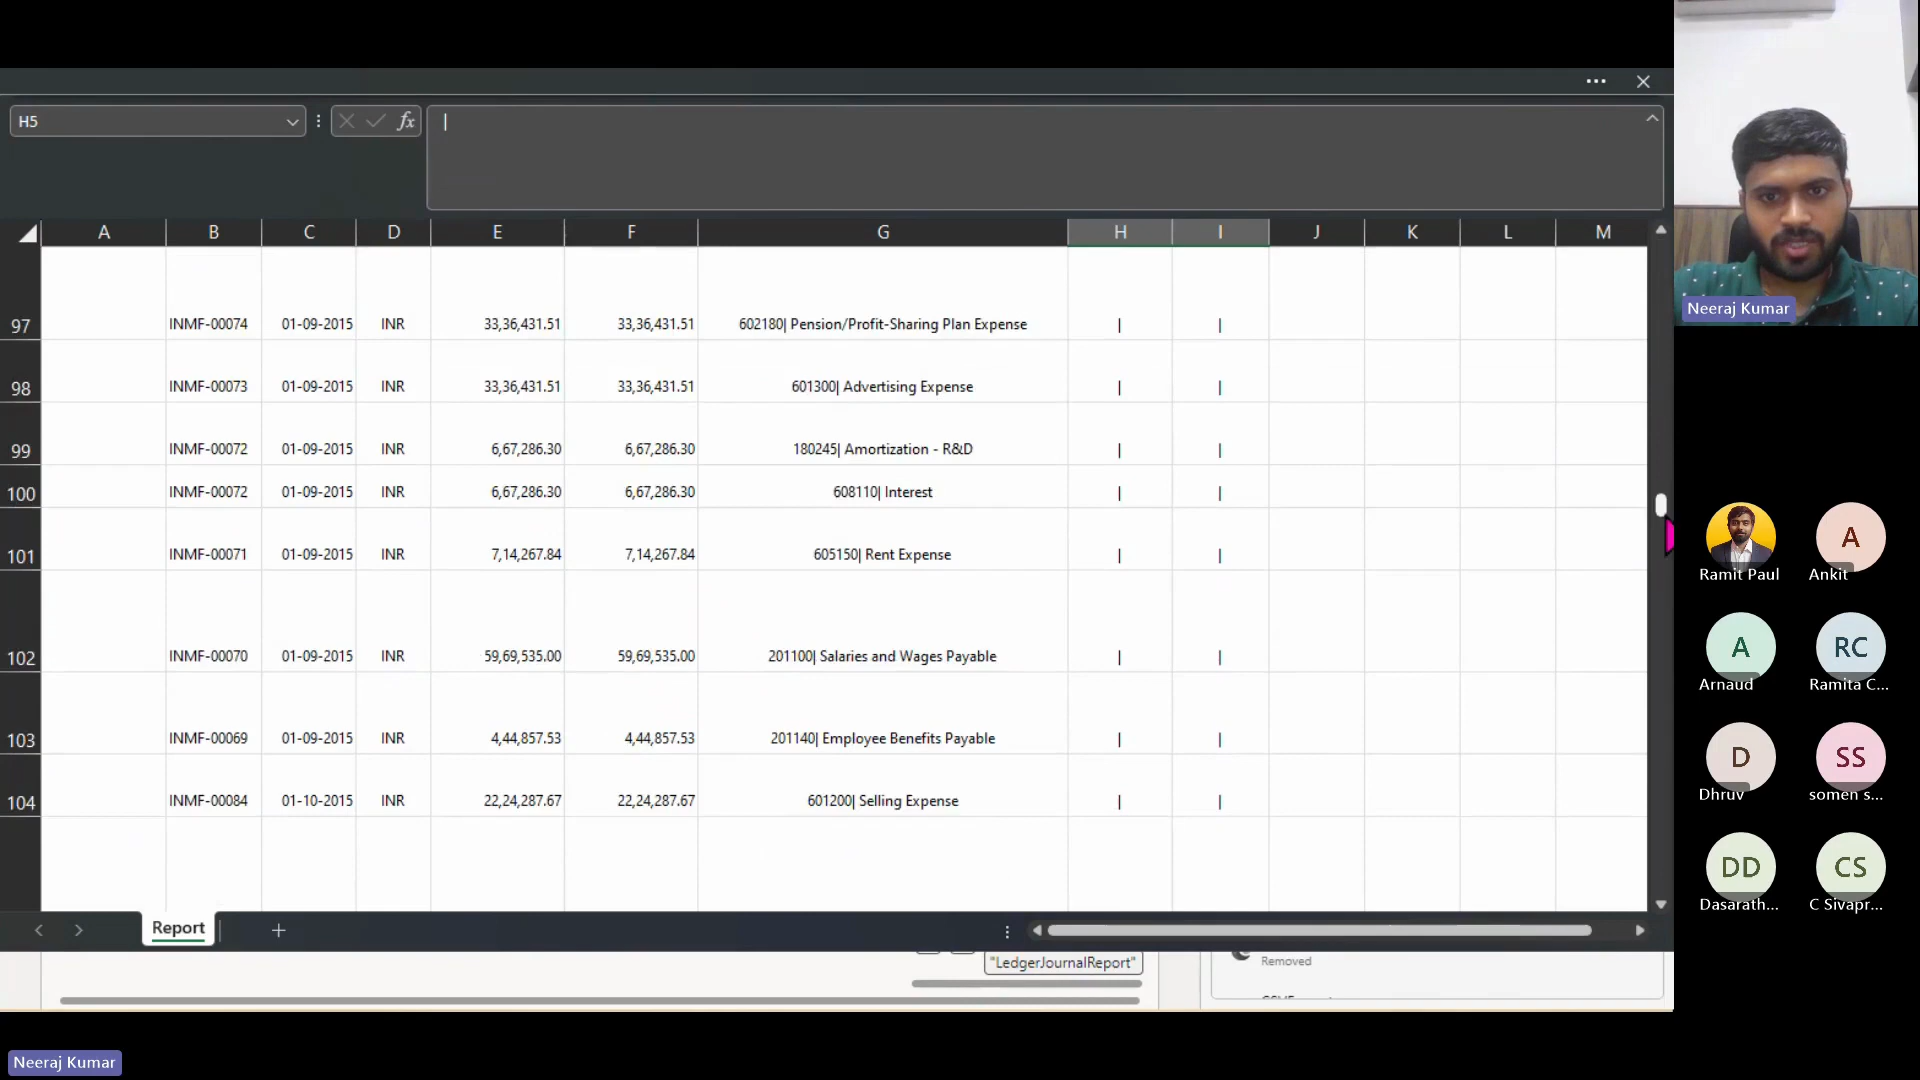 H5
fx
|
A B C D E F G H I J K L M
97 INMF-00074 01-09-2015 INR 33,36,431.51 33,36,431.51 602180| Pension/Profit-Sharing Plan Expense | |
98 INMF-00073 01-09-2015 INR 33,36,431.51 33,36,431.51 601300| Advertising Expense | |
99 INMF-00072 01-09-2015 INR 6,67,286.30 6,67,286.30 180245| Amortization - R&D | |
100 INMF-00072 01-09-2015 INR 6,67,286.30 6,67,286.30 608110| Interest | |
101 INMF-00071 01-09-2015 INR 7,14,267.84 7,14,267.84 605150| Rent Expense | |
102 INMF-00070 01-09-2015 INR 59,69,535.00 59,69,535.00 201100| Salaries and Wages Payable | |
103 INMF-00069 01-09-2015 INR 4,44,857.53 4,44,857.53 201140| Employee Benefits Payable | |
104 INMF-00084 01-10-2015 INR 22,24,287.67 22,24,287.67 601200| Selling Expense | |
Report
"LedgerJournalReport"
Removed
Neeraj Kumar
Neeraj Kumar
Ramit Paul
A
Ankit
A
Arnaud
RC
Ramita C...
D
Dhruv
SS
somen s...
DD
Dasarath...
CS
C Sivapr...